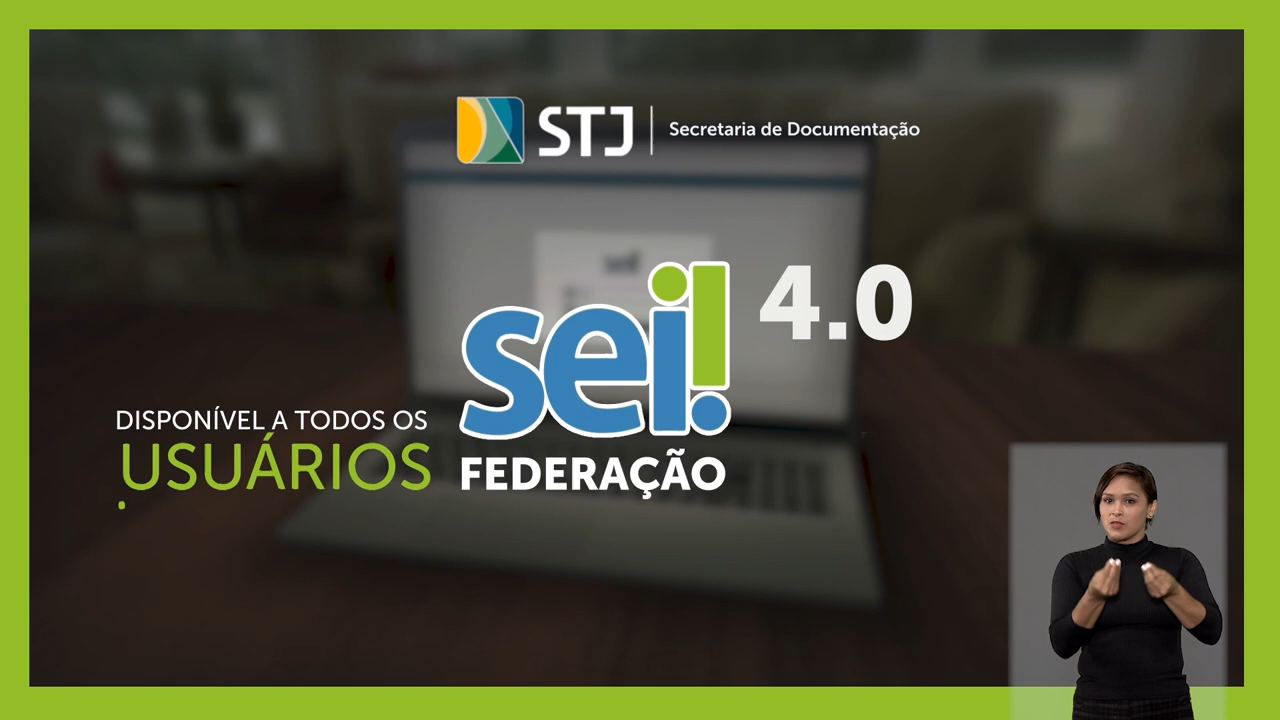 STJ | Secretaria de Documentação
sei! 4.0
DISPONÍVEL A TODOS OS
USUÁRIOS
FEDERAÇÃO